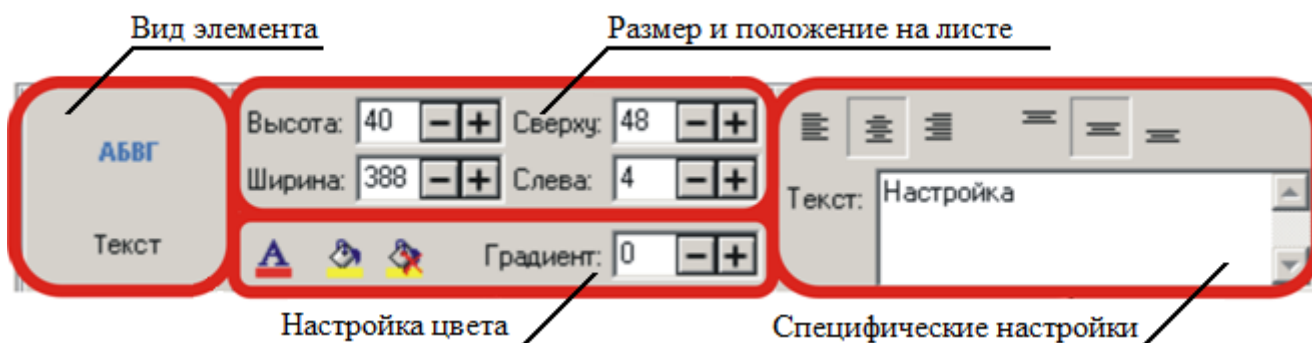 Вид элемента
Размер и положение на листе
АБВГ
Текст
Высота: 40 Сверху: 48
Ширина: 388 Слева: 4
A Градиент: 0
Текст: Настройка
Настройка цвета
Специфические настройки